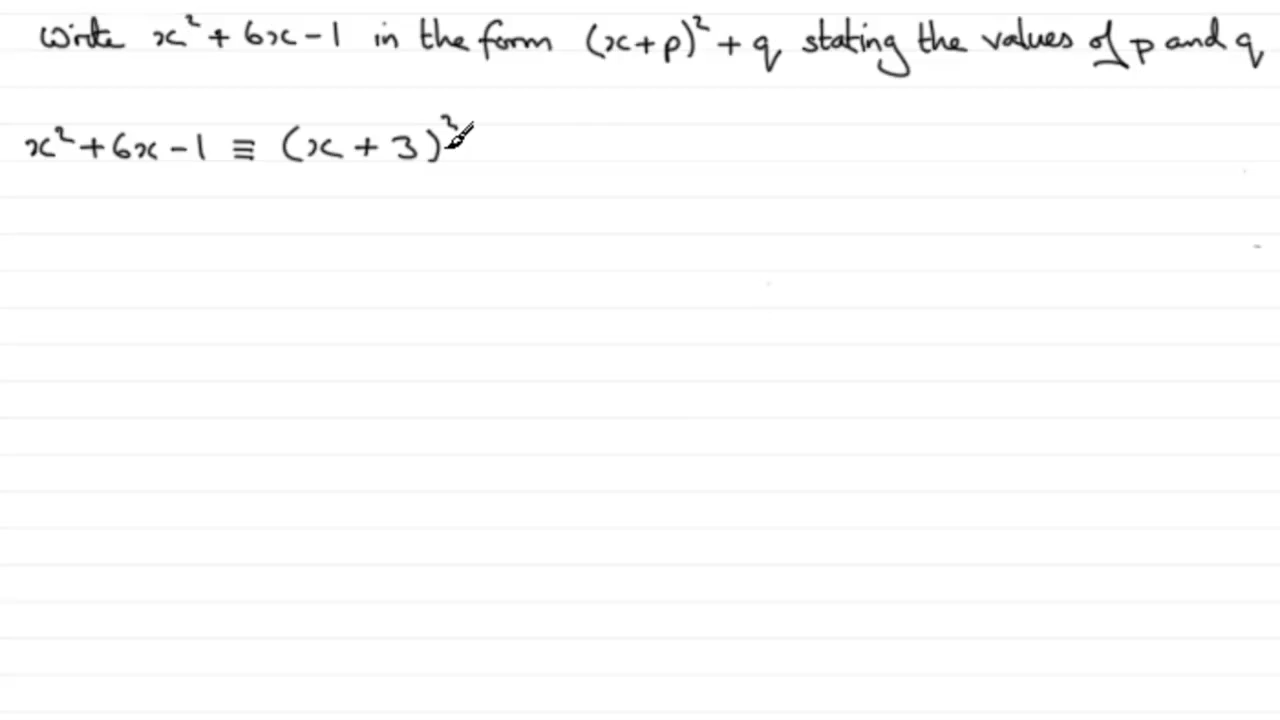 Write x² + 6x - 1 in the form (x + p)² + q stating the values of p and q
x² + 6x - 1 ≡ (x + 3)²